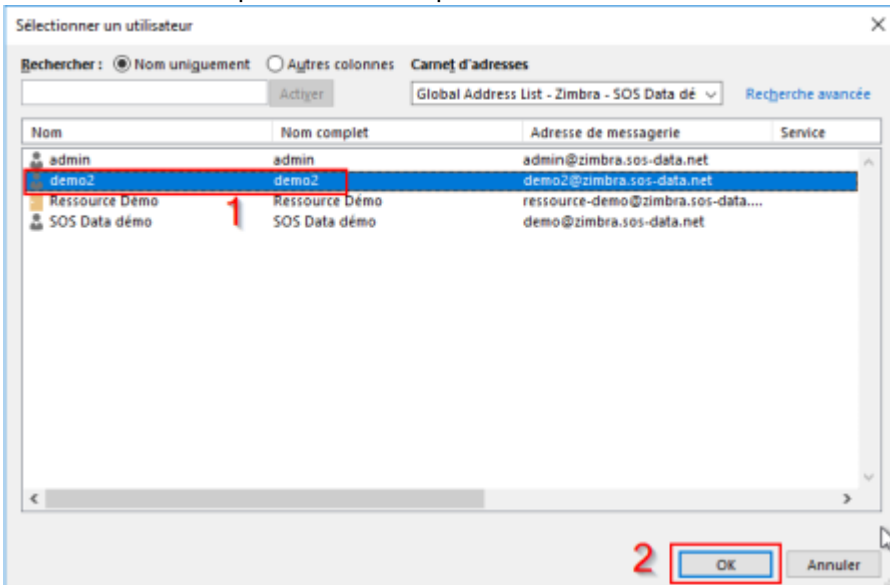 Sélectionner un utilisateur
Rechercher : Nom uniquement Autres colonnes Carnet d'adresses
Activer Global Address List - Zimbra - SOS Data dé Recherche avancée
Nom Nom complet Adresse de messagerie Service
admin admin admin@zimbra.sos-data.net
demo2 demo2 demo2@zimbra.sos-data.net
Ressource Démo Ressource Démo ressource-demo@zimbra.sos-data....
1
SOS Data démo SOS Data démo demo@zimbra.sos-data.net
2 OK Annuler